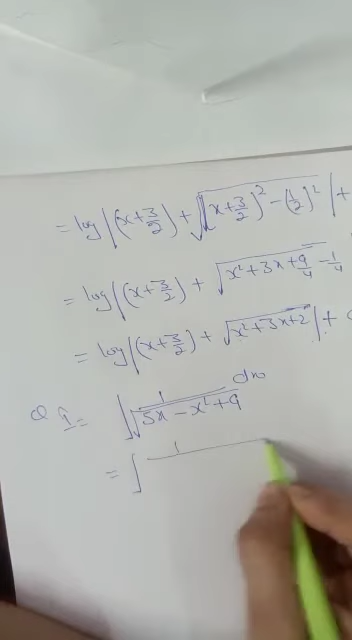 = log |(x+3/2) + √((x+3/2)² - (1/2)²) | +
= log |(x+3/2) + √(x²+3x+9/4 - 1/4)
= log |(x+3/2) + √(x²+3x+2) | + c
Q I = ∫ 1/√(5x - x² + 9) dx
= ∫ 1